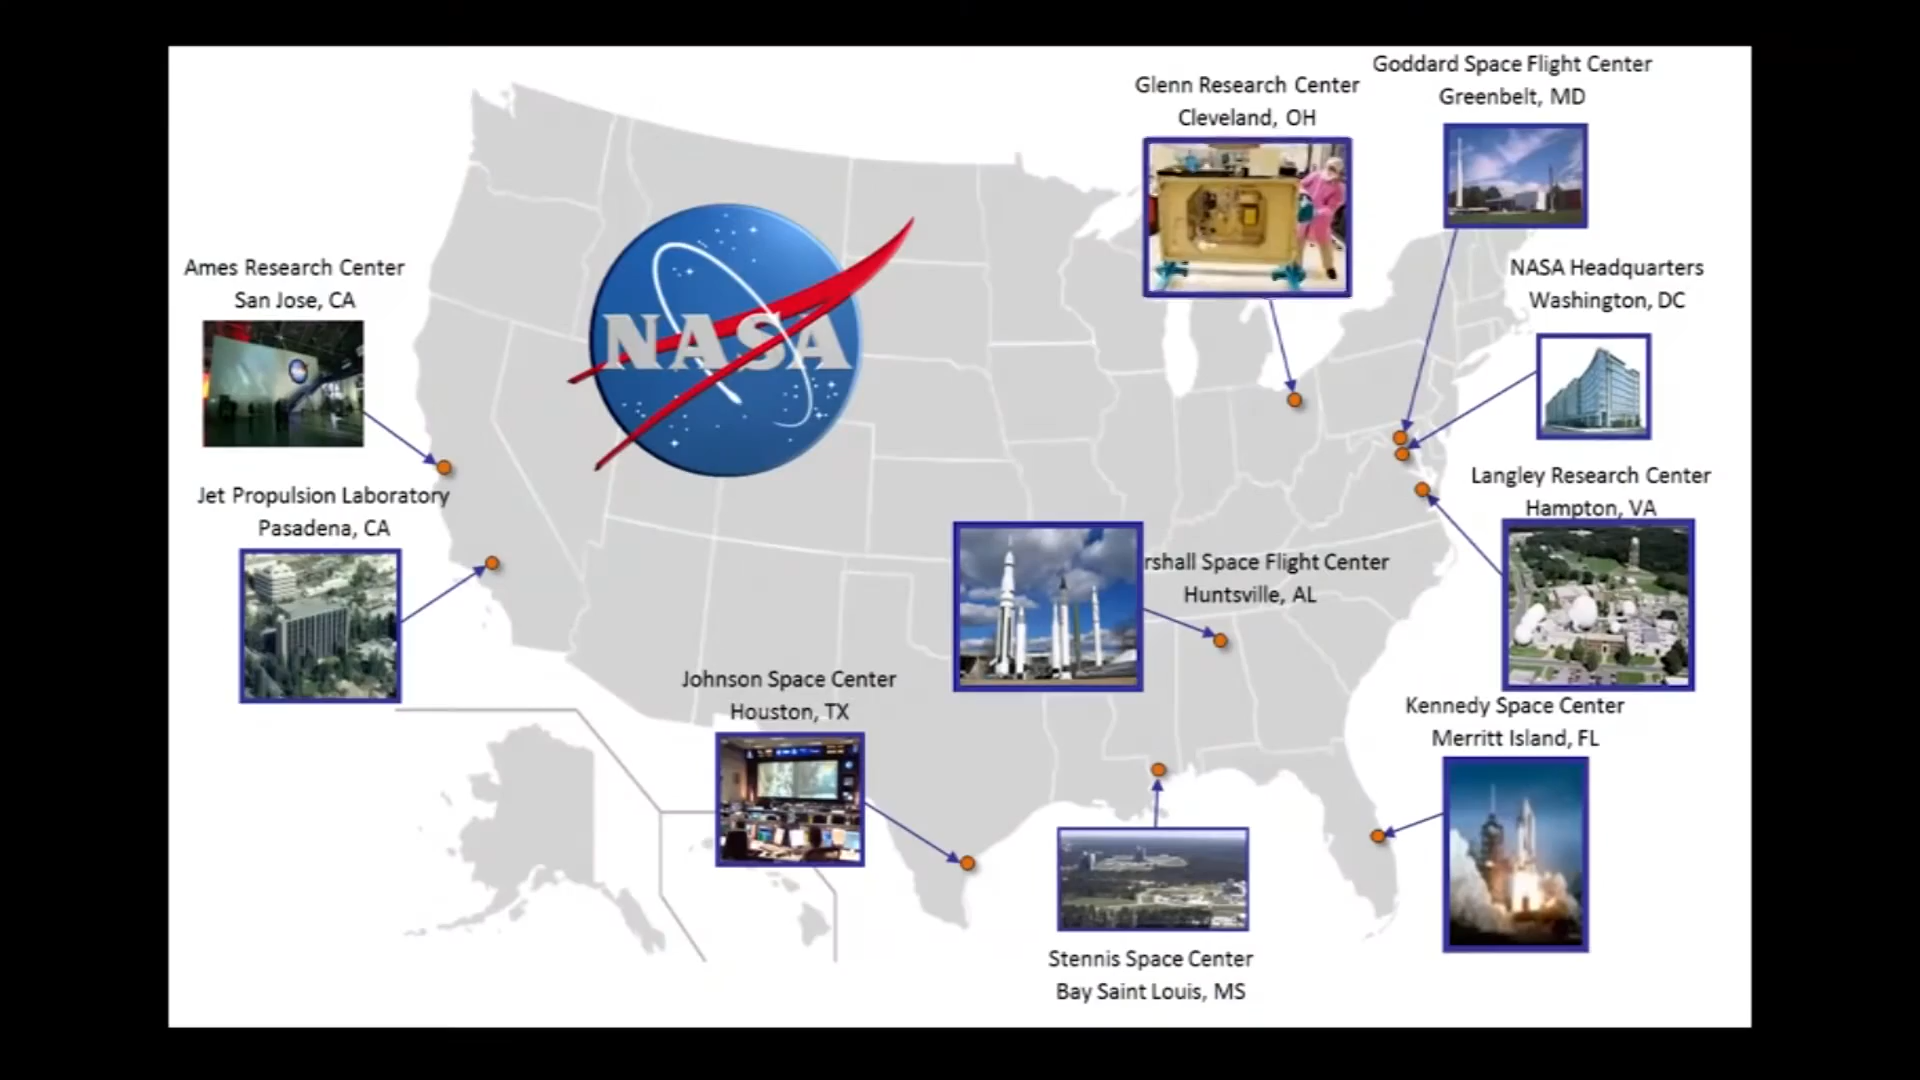 Goddard Space Flight Center
Greenbelt, MD
Glenn Research Center
Cleveland, OH
Ames Research Center
San Jose, CA
NASA Headquarters
Washington, DC
NASA
Jet Propulsion Laboratory
Pasadena, CA
Langley Research Center
Hampton, VA
rshall Space Flight Center
Huntsville, AL
Johnson Space Center
Houston, TX
Kennedy Space Center
Merritt Island, FL
Stennis Space Center
Bay Saint Louis, MS